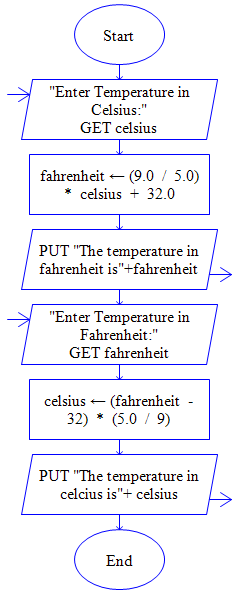 Start
"Enter Temperature in
Celsius:"
GET celsius
fahrenheit ← (9.0 / 5.0)
* celsius + 32.0
PUT "The temperature in
fahrenheit is"+fahrenheit
"Enter Temperature in
Fahrenheit:"
GET fahrenheit
celsius ← (fahrenheit -
32) * (5.0 / 9)
PUT "The temperature in
celcius is"+ celsius
End